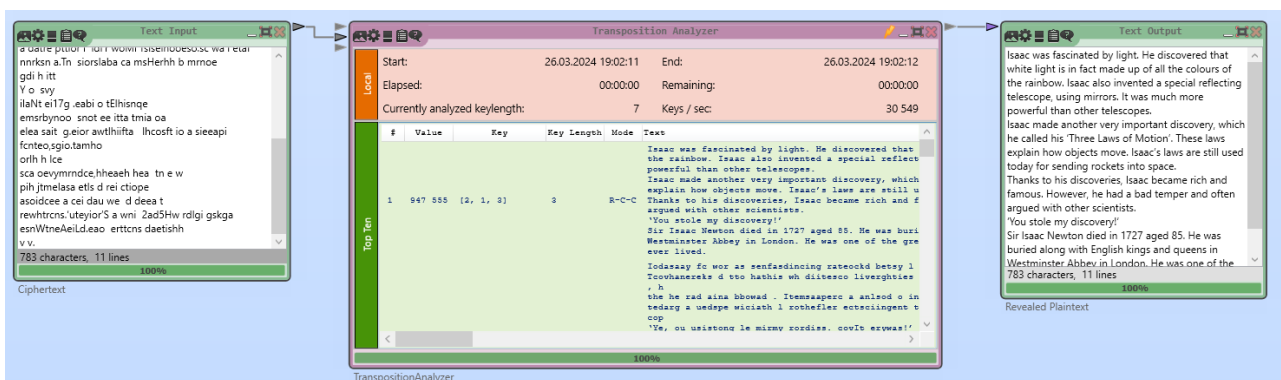 Text Input
a datre pttlor r idi r woMf fsiseihooeso.sc wa r etaf
nnrksn a.Tn siorslaba ca msHerhh b mrnoe
gdi h itt
Y o svy
ilaNt ei17g .eabi o tElhisnqe
emsrbynoo snot ee itta tmia oa
elea sait g.eior awtlhiifta lhcosft io a sieeapi
fcnteo,sgio.tamho
orlh h lce
sca oevymrndce,hheaeh hea tn e w
pih jtmelasa etls d rei ctiope
asoidcee a cei dau we d deea t
rewhtrcns.'uteyior'S a wni 2ad5Hw rdlgi gskga
esnWtneAeiLd.eao erttcns daetishh
v v.
783 characters, 11 lines
100%
Ciphertext
Transposition Analyzer
Local
Start: 26.03.2024 19:02:11 End: 26.03.2024 19:02:12
Elapsed: 00:00:00 Remaining: 00:00:00
Currently analyzed keylength: 7 Keys / sec: 30 549
Top Ten
# Value Key Key Length Mode Text
Isaac was fascinated by light. He discovered that
the rainbow. Isaac also invented a special reflect
powerful than other telescopes.
Isaac made another very important discovery, which
explain how objects move. Isaac's laws are still u
1 947 555 [2, 1, 3] 3 R-C-C Thanks to his discoveries, Isaac became rich and f
argued with other scientists.
'You stole my discovery!'
Sir Isaac Newton died in 1727 aged 85. He was buri
Westminster Abbey in London. He was one of the gre
ever lived.
Iodasaay fc wor as senfasdincing rateockd betsy l
Tcovhanereks d tto hathis wh diitesco liverghties
, h
the he rad aina bbowad . Itemsaaperc a anlsod o in
tedarg a uedspe wiciath l rothefler ectsciingent t
cop
'Ye, ou usistong le mirmy rordiss. covIt erywas!'
100%
TranspositionAnalyzer
Text Output
Isaac was fascinated by light. He discovered that
white light is in fact made up of all the colours of
the rainbow. Isaac also invented a special reflecting
telescope, using mirrors. It was much more
powerful than other telescopes.
Isaac made another very important discovery, which
he called his 'Three Laws of Motion'. These laws
explain how objects move. Isaac's laws are still used
today for sending rockets into space.
Thanks to his discoveries, Isaac became rich and
famous. However, he had a bad temper and often
argued with other scientists.
'You stole my discovery!'
Sir Isaac Newton died in 1727 aged 85. He was
buried along with English kings and queens in
Westminster Abbey in London. He was one of the
783 characters, 11 lines
100%
Revealed Plaintext